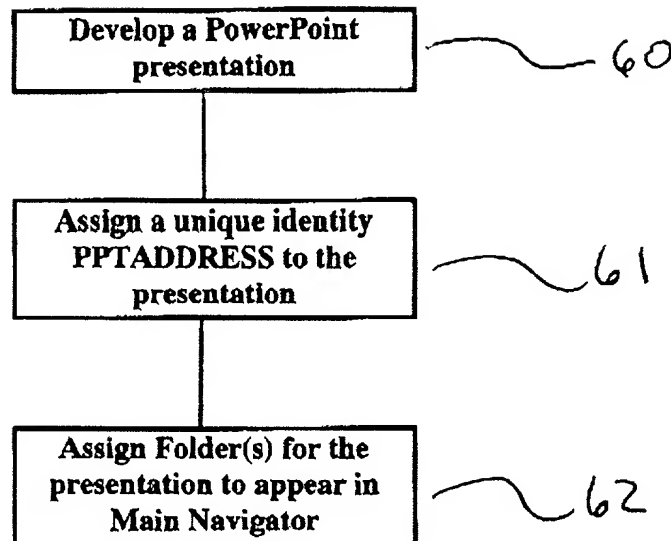 Develop a PowerPoint
presentation
60
Assign a unique identity
PPTADDRESS to the
presentation
61
Assign Folder(s) for the
presentation to appear in
Main Navigator
62